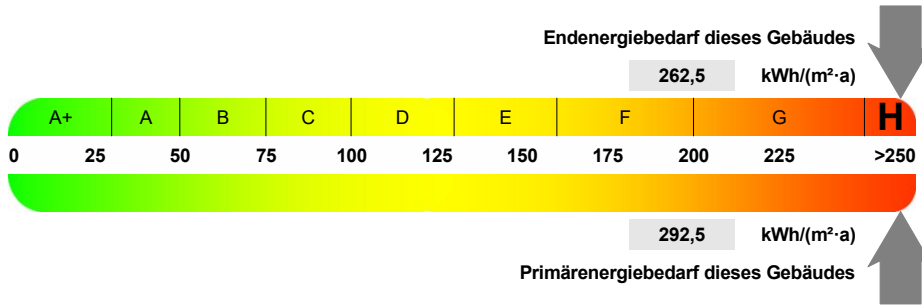 Endenergiebedarf dieses Gebäudes
262,5 kWh/(m²·a)
A+ A B C D E F G H
0 25 50 75 100 125 150 175 200 225 >250
292,5 kWh/(m²·a)
Primärenergiebedarf dieses Gebäudes